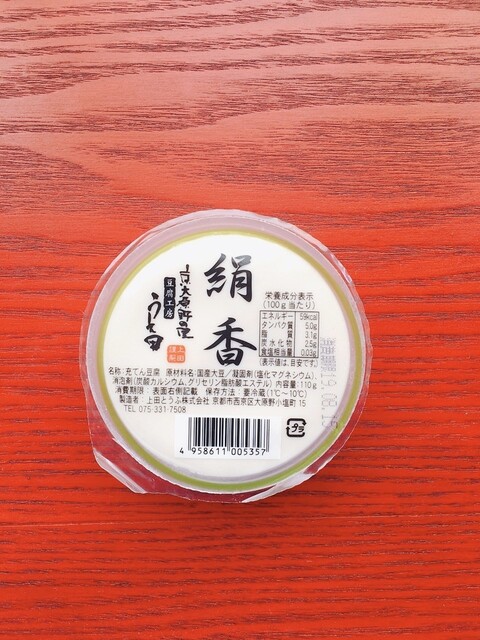 絹香
京大原野の里
豆腐工房
うえだ
栄養成分表示
(100g当たり)
エネルギー 59kcal
タンパク質 5.0g
脂質 3.1g
炭水化物 2.5g
食塩相当量 0.03g
(表示値は、目安です。)
名称:充てん豆腐 原材料名:国産大豆/凝固剤(塩化マグネシウム)、
消泡剤(炭酸カルシウム、グリセリン脂肪酸エステル) 内容量:110g
消費期限:表面右側記載 保存方法:要冷蔵(1℃〜10℃)
製造者 上田とうふ株式会社 京都市西京区大原野小塩町15
TEL 075-331-7508
4 958611 005357
プラ
19.08.15